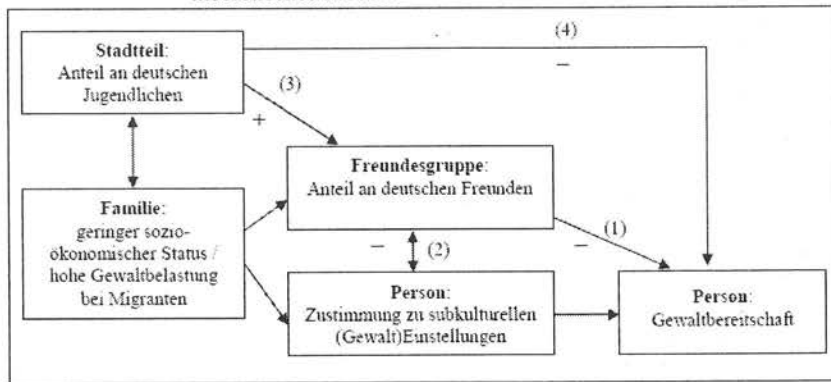 Stadtteil:
Anteil an deutschen
Jugendlichen
(4)
−
(3)
+
Freundesgruppe:
Anteil an deutschen Freunden
Familie:
geringer sozio-
ökonomischer Status /
hohe Gewaltbelastung
bei Migranten
− (2)
(1)
−
Person:
Zustimmung zu subkulturellen
(Gewalt)Einstellungen
Person:
Gewaltbereitschaft